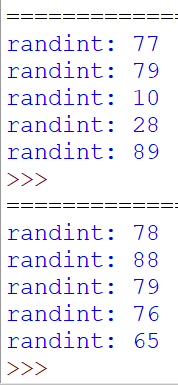 ============
randint: 77
randint: 79
randint: 10
randint: 28
randint: 89
>>>
============
randint: 78
randint: 88
randint: 79
randint: 76
randint: 65
>>>